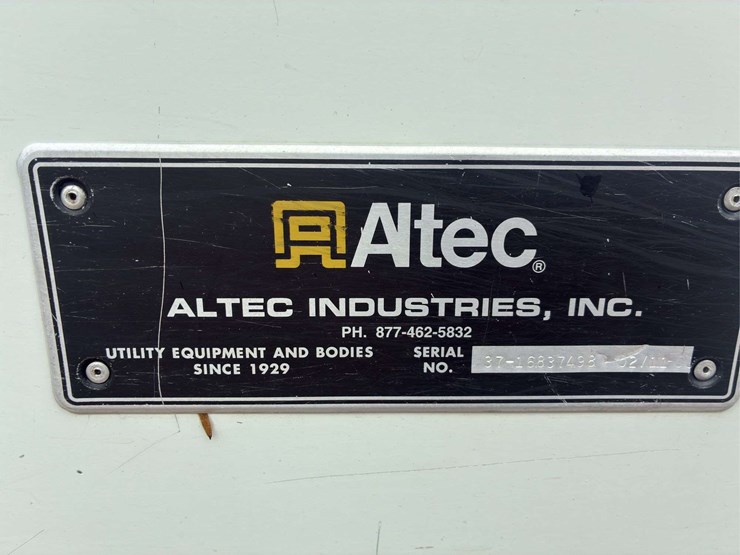 Altec®
ALTEC INDUSTRIES, INC.
PH. 877-462-5832
UTILITY EQUIPMENT AND BODIES
SINCE 1929
SERIAL
NO.